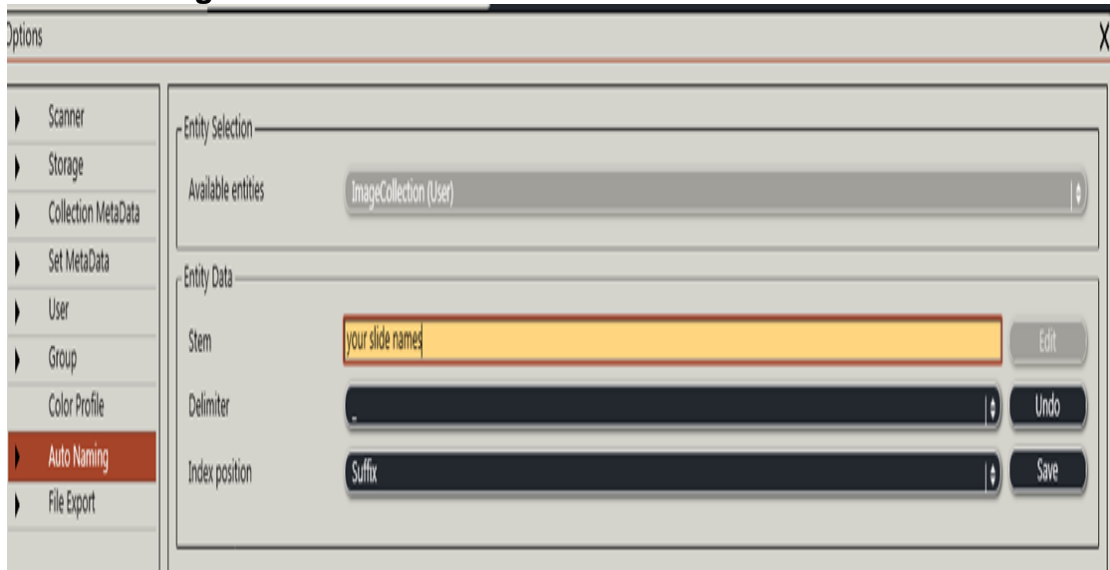 Options X
Scanner
Storage
Collection MetaData
Set MetaData
User
Group
Color Profile
Auto Naming
File Export
Entity Selection
Available entities ImageCollection (User)
Entity Data
Stem your slide names Edit
Delimiter _ Undo
Index position Suffix Save